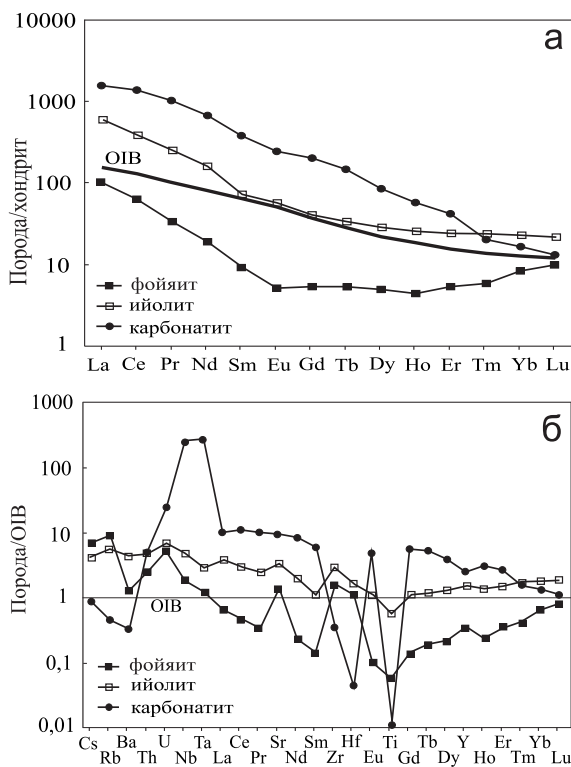 10000
а
1000
OIB
100
Порода/хондрит
10
фойяит
ийолит
карбонатит
1
La Ce Pr Nd Sm Eu Gd Tb Dy Ho Er Tm Yb Lu
1000
б
100
Порода/OIB
10
1
OIB
0,1
фойяит
ийолит
карбонатит
0,01
Cs Rb Ba Th U Nb Ta La Ce Pr Sr Nd Sm Zr Hf Eu Ti Gd Tb Dy Y Ho Er Tm Yb Lu